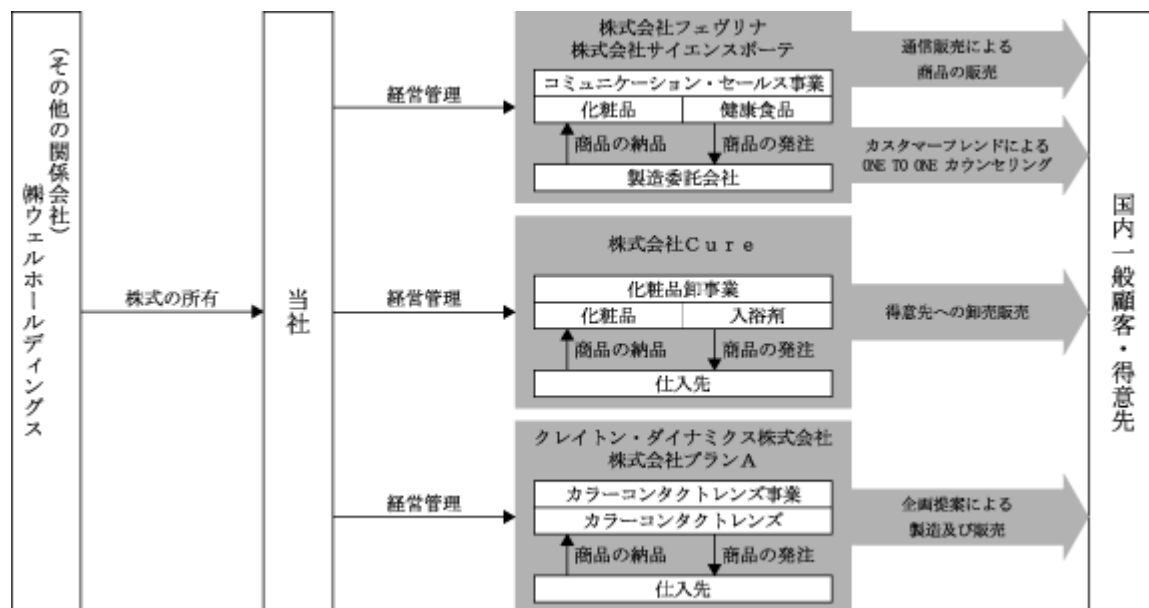 (その他の関係会社)
㈱ウェルホールディングス
株式の所有
当社
経営管理
株式会社フェヴリナ
株式会社サイエンスボーテ
コミュニケーション・セールス事業
化粧品
健康食品
商品の納品
商品の発注
製造委託会社
通信販売による
商品の販売
カスタマーフレンドによる
ONE TO ONE カウンセリング
経営管理
株式会社Cure
化粧品卸事業
化粧品
入浴剤
商品の納品
商品の発注
仕入先
得意先への卸売販売
経営管理
クレイトン・ダイナミクス株式会社
株式会社プランA
カラーコンタクトレンズ事業
カラーコンタクトレンズ
商品の納品
商品の発注
仕入先
企画提案による
製造及び販売
国内一般顧客・得意先